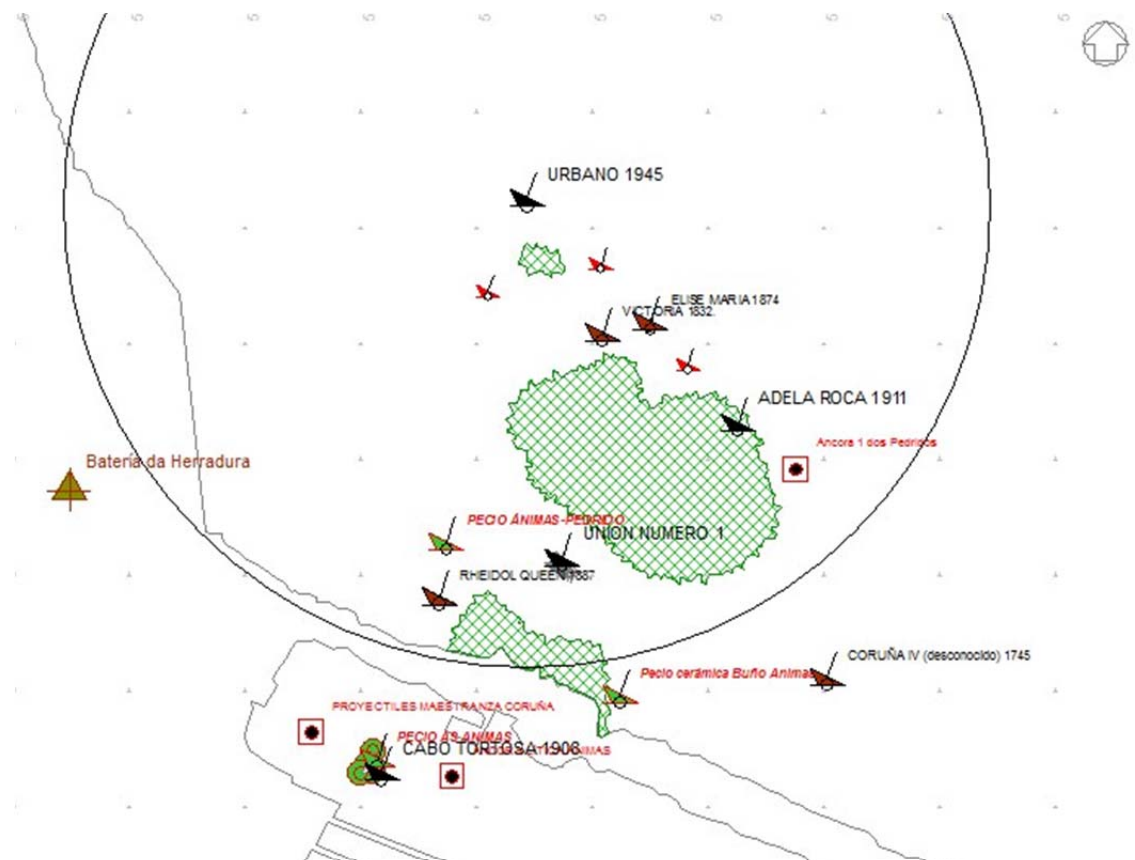 URBANO 1945
ELISE MARIA 1874
VICTORIA 1832.
ADELA ROCA 1911
Ancora 1 dos Pedridos
Batería da Herradura
PECIO ÁNIMAS-PEDRIDO
UNION NUMERO 1
RHEIDOL QUEEN 1887
CORUÑA IV (desconocido) 1745
Pecio cerámica Buño Animas
PROYECTILES MAESTRANZA CORUÑA
PECIO AS ANIMAS
CABO TORTOSA 1908
ANIMAS